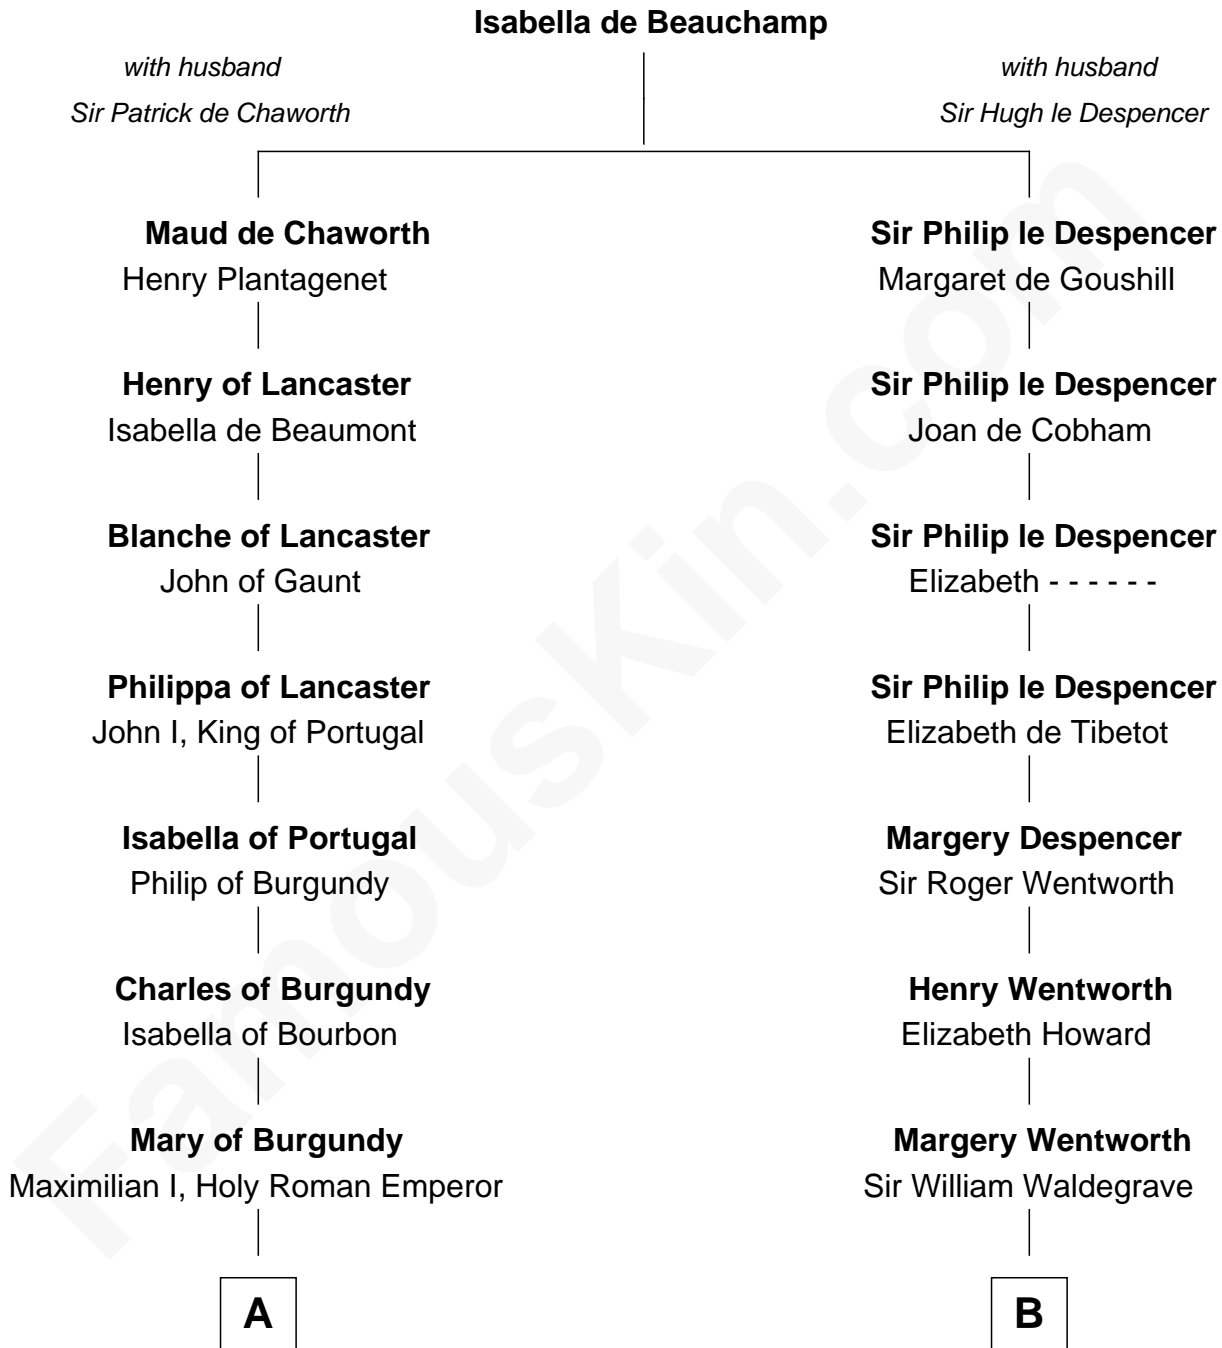 Isabella de Beauchamp
with husband
Sir Patrick de Chaworth
with husband
Sir Hugh le Despencer
Maud de Chaworth
Henry Plantagenet
Sir Philip le Despencer
Margaret de Goushill
Henry of Lancaster
Isabella de Beaumont
Sir Philip le Despencer
Joan de Cobham
Blanche of Lancaster
John of Gaunt
Sir Philip le Despencer
Elizabeth - - - - - -
Philippa of Lancaster
John I, King of Portugal
Sir Philip le Despencer
Elizabeth de Tibetot
Isabella of Portugal
Philip of Burgundy
Margery Despencer
Sir Roger Wentworth
Charles of Burgundy
Isabella of Bourbon
Henry Wentworth
Elizabeth Howard
Mary of Burgundy
Maximilian I, Holy Roman Emperor
Margery Wentworth
Sir William Waldegrave
A
B
FamousKin.com